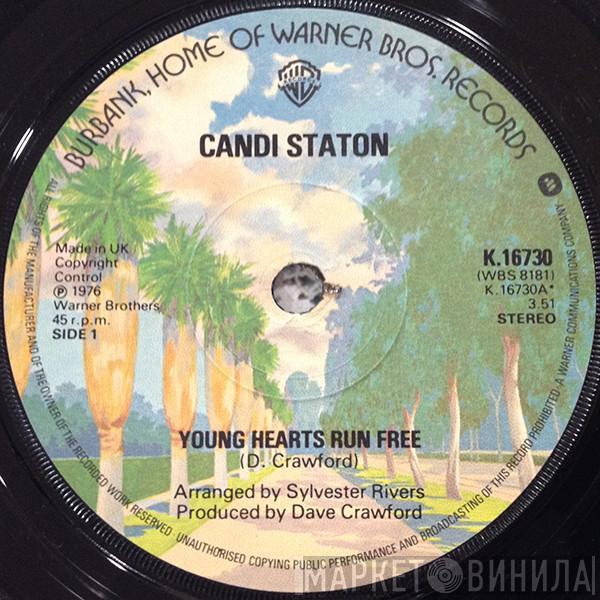 BURBANK, HOME OF WARNER BROS. RECORDS
WB
RECORDS
CANDI STATON
Made in UK
Copyright
Control
℗ 1976
Warner Brothers
45 r.p.m.
SIDE 1
K.16730
(WBS 8181)
K.16730A*
3.51
STEREO
YOUNG HEARTS RUN FREE
(D. Crawford)
Arranged by Sylvester Rivers
Produced by Dave Crawford
ALL RIGHTS OF THE MANUFACTURER AND OF THE OWNER OF THE RECORDED WORK RESERVED. UNAUTHORISED COPYING PUBLIC PERFORMANCE AND BROADCASTING OF THIS RECORD PROHIBITED. A WARNER COMMUNICATIONS COMPANY
МАРКЕТ ВИНИЛА